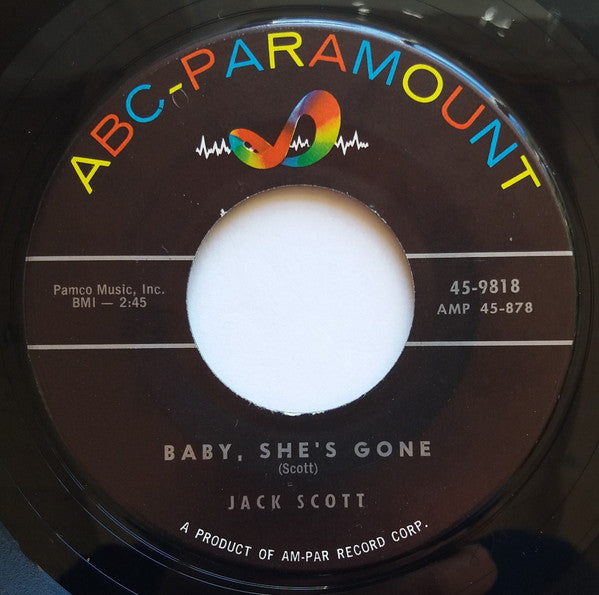 ABC-PARAMOUNT
Pamco Music, Inc.
BMI — 2:45
45-9818
AMP 45-878
BABY, SHE'S GONE
(Scott)
JACK SCOTT
A PRODUCT OF AM-PAR RECORD CORP.